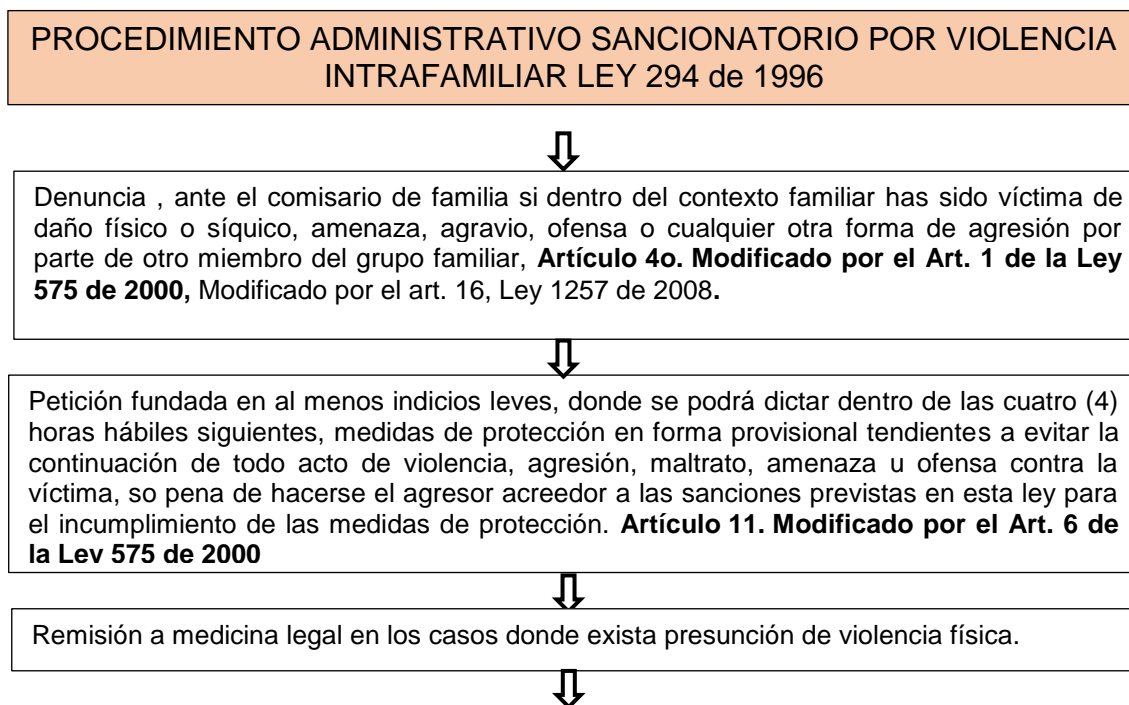 PROCEDIMIENTO ADMINISTRATIVO SANCIONATORIO POR VIOLENCIA
INTRAFAMILIAR LEY 294 de 1996
Denuncia , ante el comisario de familia si dentro del contexto familiar has sido víctima de
daño físico o síquico, amenaza, agravio, ofensa o cualquier otra forma de agresión por
parte de otro miembro del grupo familiar, Artículo 4o. Modificado por el Art. 1 de la Ley
575 de 2000, Modificado por el art. 16, Ley 1257 de 2008.
Petición fundada en al menos indicios leves, donde se podrá dictar dentro de las cuatro (4)
horas hábiles siguientes, medidas de protección en forma provisional tendientes a evitar la
continuación de todo acto de violencia, agresión, maltrato, amenaza u ofensa contra la
víctima, so pena de hacerse el agresor acreedor a las sanciones previstas en esta ley para
el incumplimiento de las medidas de protección. Artículo 11. Modificado por el Art. 6 de
la Ley 575 de 2000
Remisión a medicina legal en los casos donde exista presunción de violencia física.